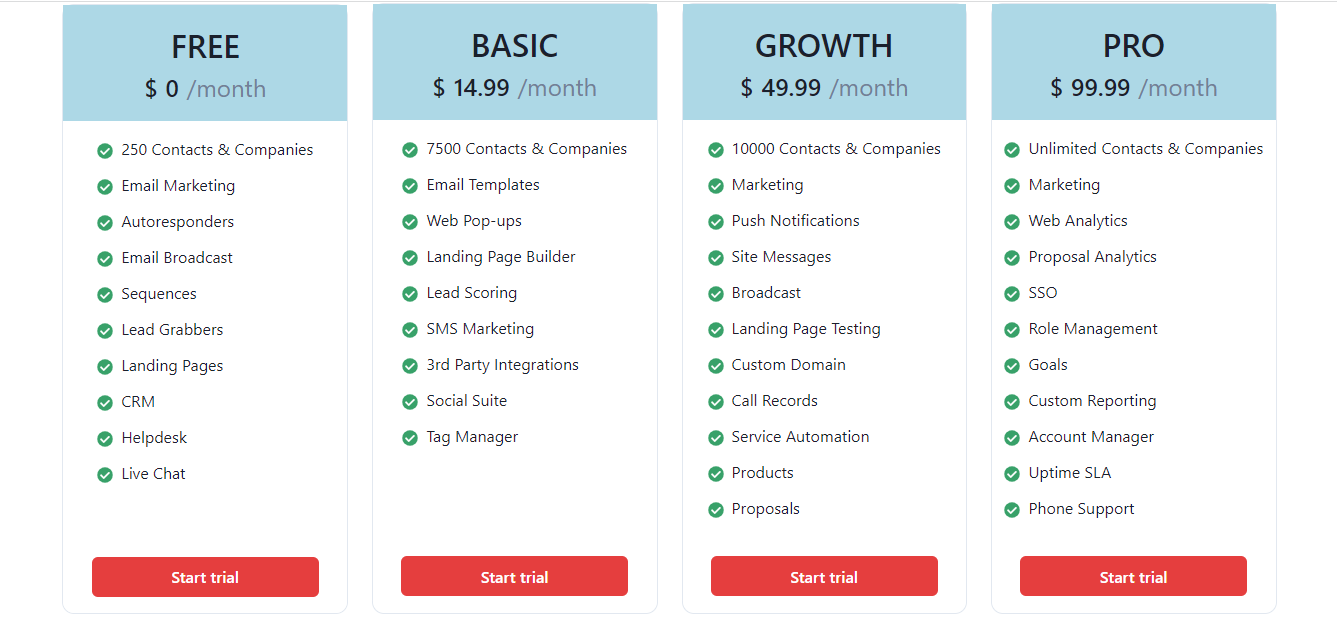 FREE
$ 0 /month
250 Contacts & Companies
Email Marketing
Autoresponders
Email Broadcast
Sequences
Lead Grabbers
Landing Pages
CRM
Helpdesk
Live Chat
Start trial
BASIC
$ 14.99 /month
7500 Contacts & Companies
Email Templates
Web Pop-ups
Landing Page Builder
Lead Scoring
SMS Marketing
3rd Party Integrations
Social Suite
Tag Manager
Start trial
GROWTH
$ 49.99 /month
10000 Contacts & Companies
Marketing
Push Notifications
Site Messages
Broadcast
Landing Page Testing
Custom Domain
Call Records
Service Automation
Products
Proposals
Start trial
PRO
$ 99.99 /month
Unlimited Contacts & Companies
Marketing
Web Analytics
Proposal Analytics
SSO
Role Management
Goals
Custom Reporting
Account Manager
Uptime SLA
Phone Support
Start trial